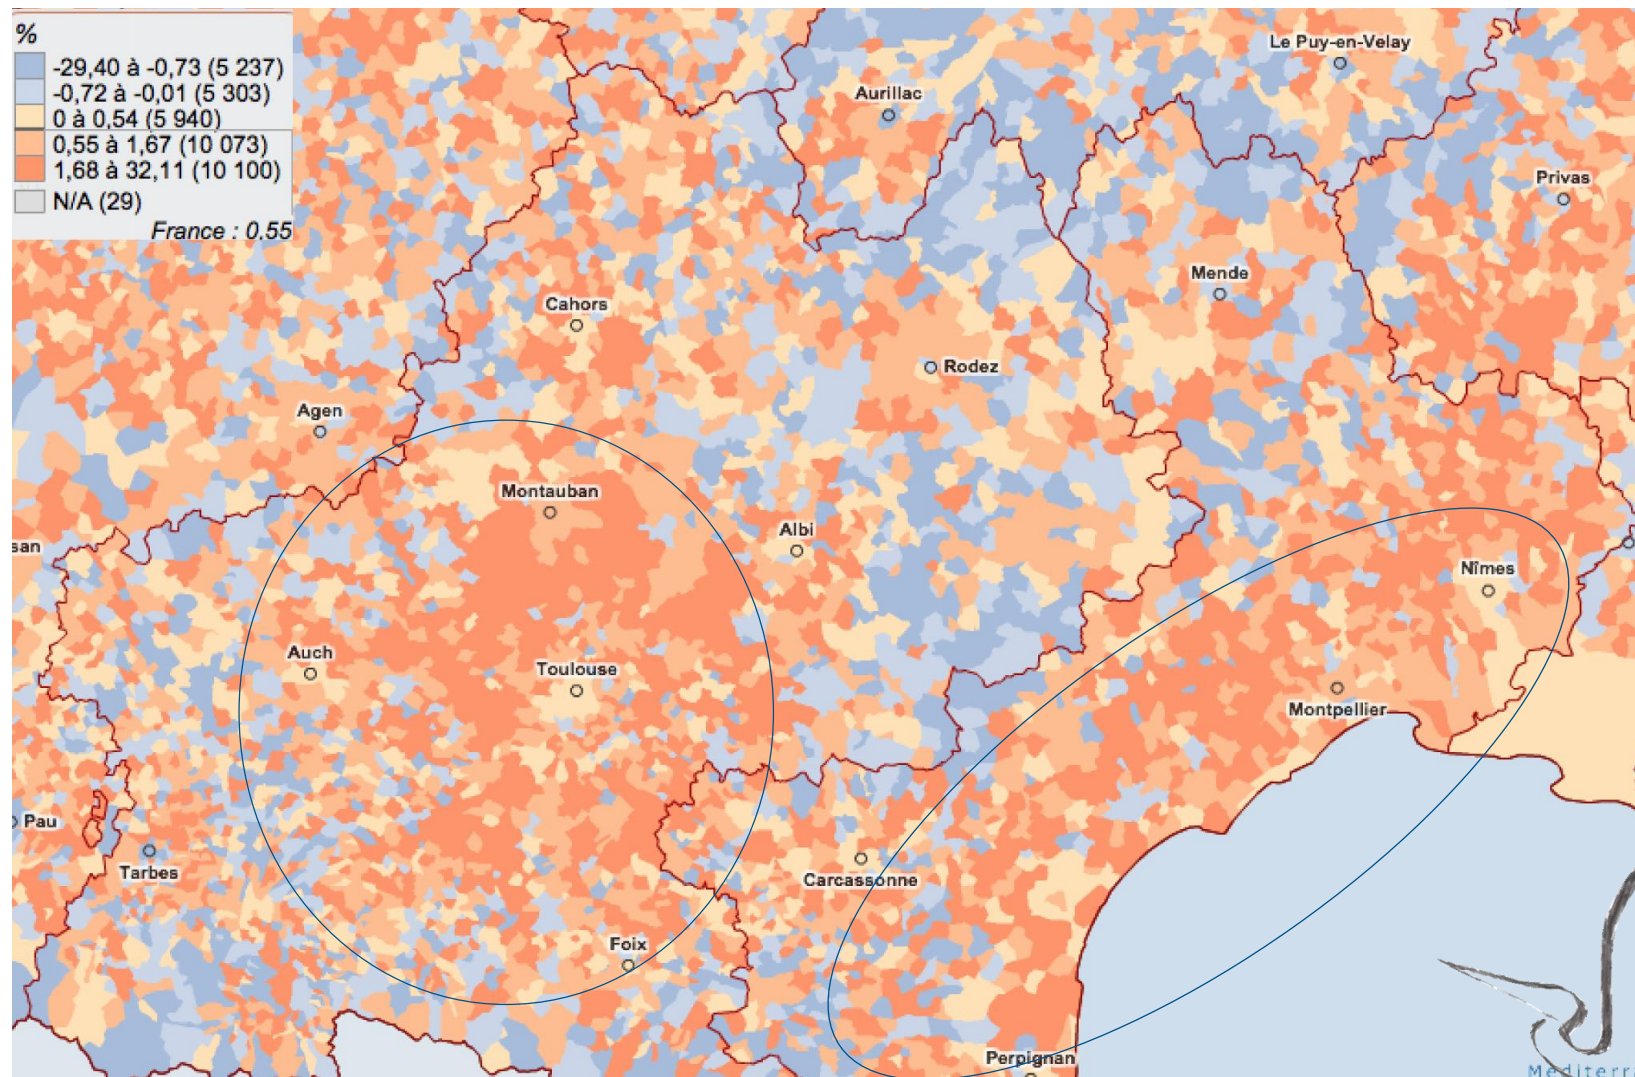 %
-29,40 à -0,73 (5 237)
-0,72 à -0,01 (5 303)
0 à 0,54 (5 940)
0,55 à 1,67 (10 073)
1,68 à 32,11 (10 100)
N/A (29)
France : 0.55
Le Puy-en-Velay
Aurillac
Privas
Mende
Cahors
Rodez
Agen
Montauban
Albi
san
Nîmes
Auch
Toulouse
Montpellier
Pau
Tarbes
Carcassonne
Foix
Perpignan
Mediterr